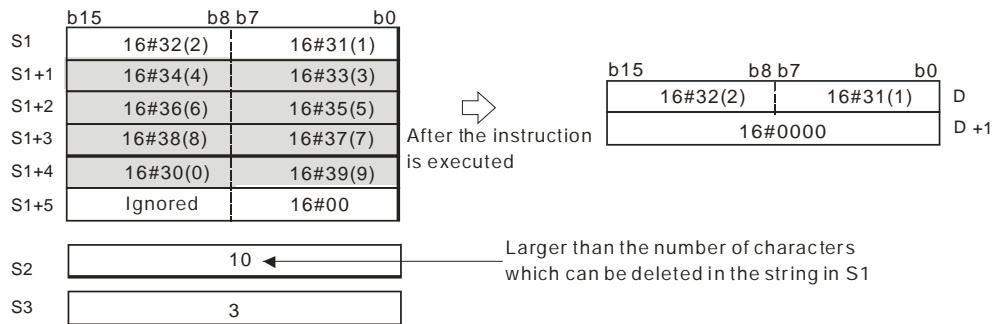 b15 b8 b7 b0
S1 16#32(2) 16#31(1)
S1+1 16#34(4) 16#33(3)
S1+2 16#36(6) 16#35(5)
S1+3 16#38(8) 16#37(7)
S1+4 16#30(0) 16#39(9)
S1+5 Ignored 16#00
After the instruction
is executed
b15 b8 b7 b0
16#32(2) 16#31(1) D
16#0000 D +1
S2 10
Larger than the number of characters
which can be deleted in the string in S1
S3 3